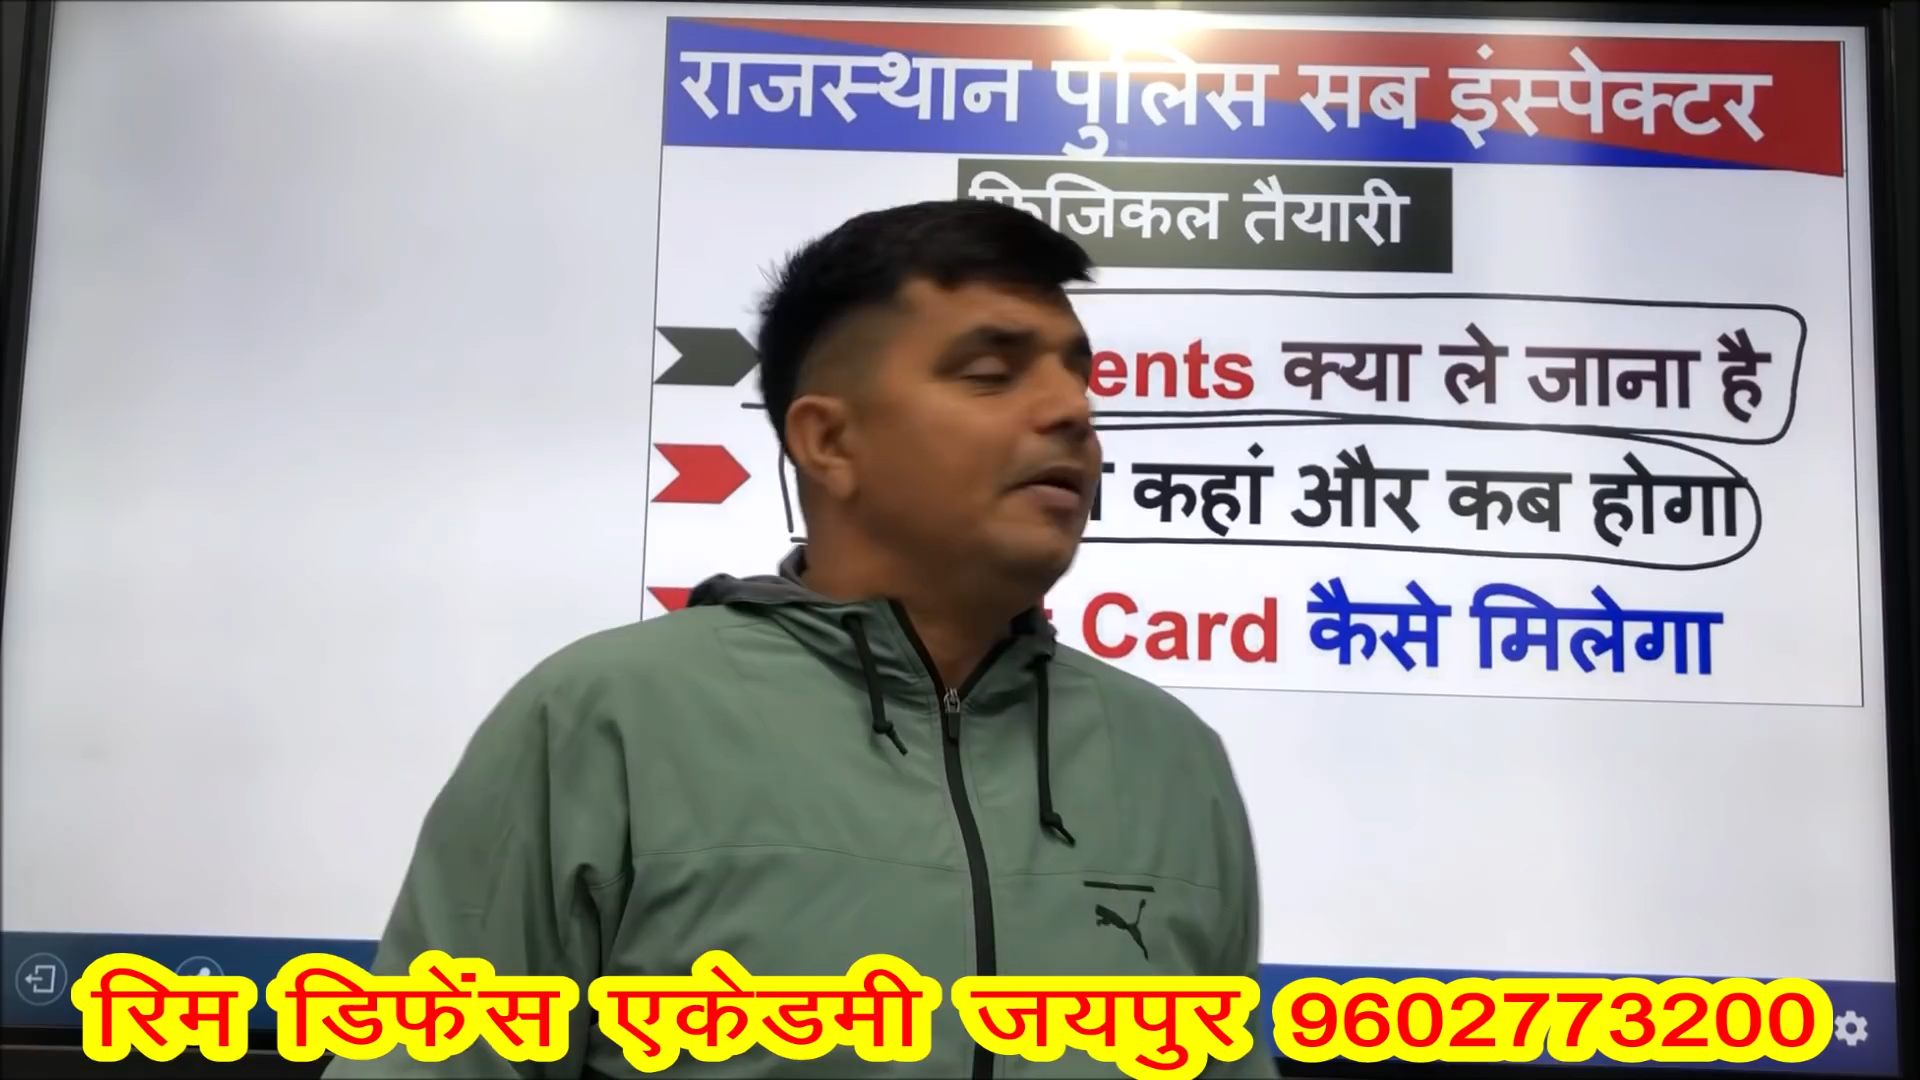 राजस्थान पुलिस सब इंस्पेक्टर
फिजिकल तैयारी
ents क्या ले जाना है
कहां और कब होगा
Card कैसे मिलेगा
रिम डिफेंस एकेडमी जयपुर 9602773200